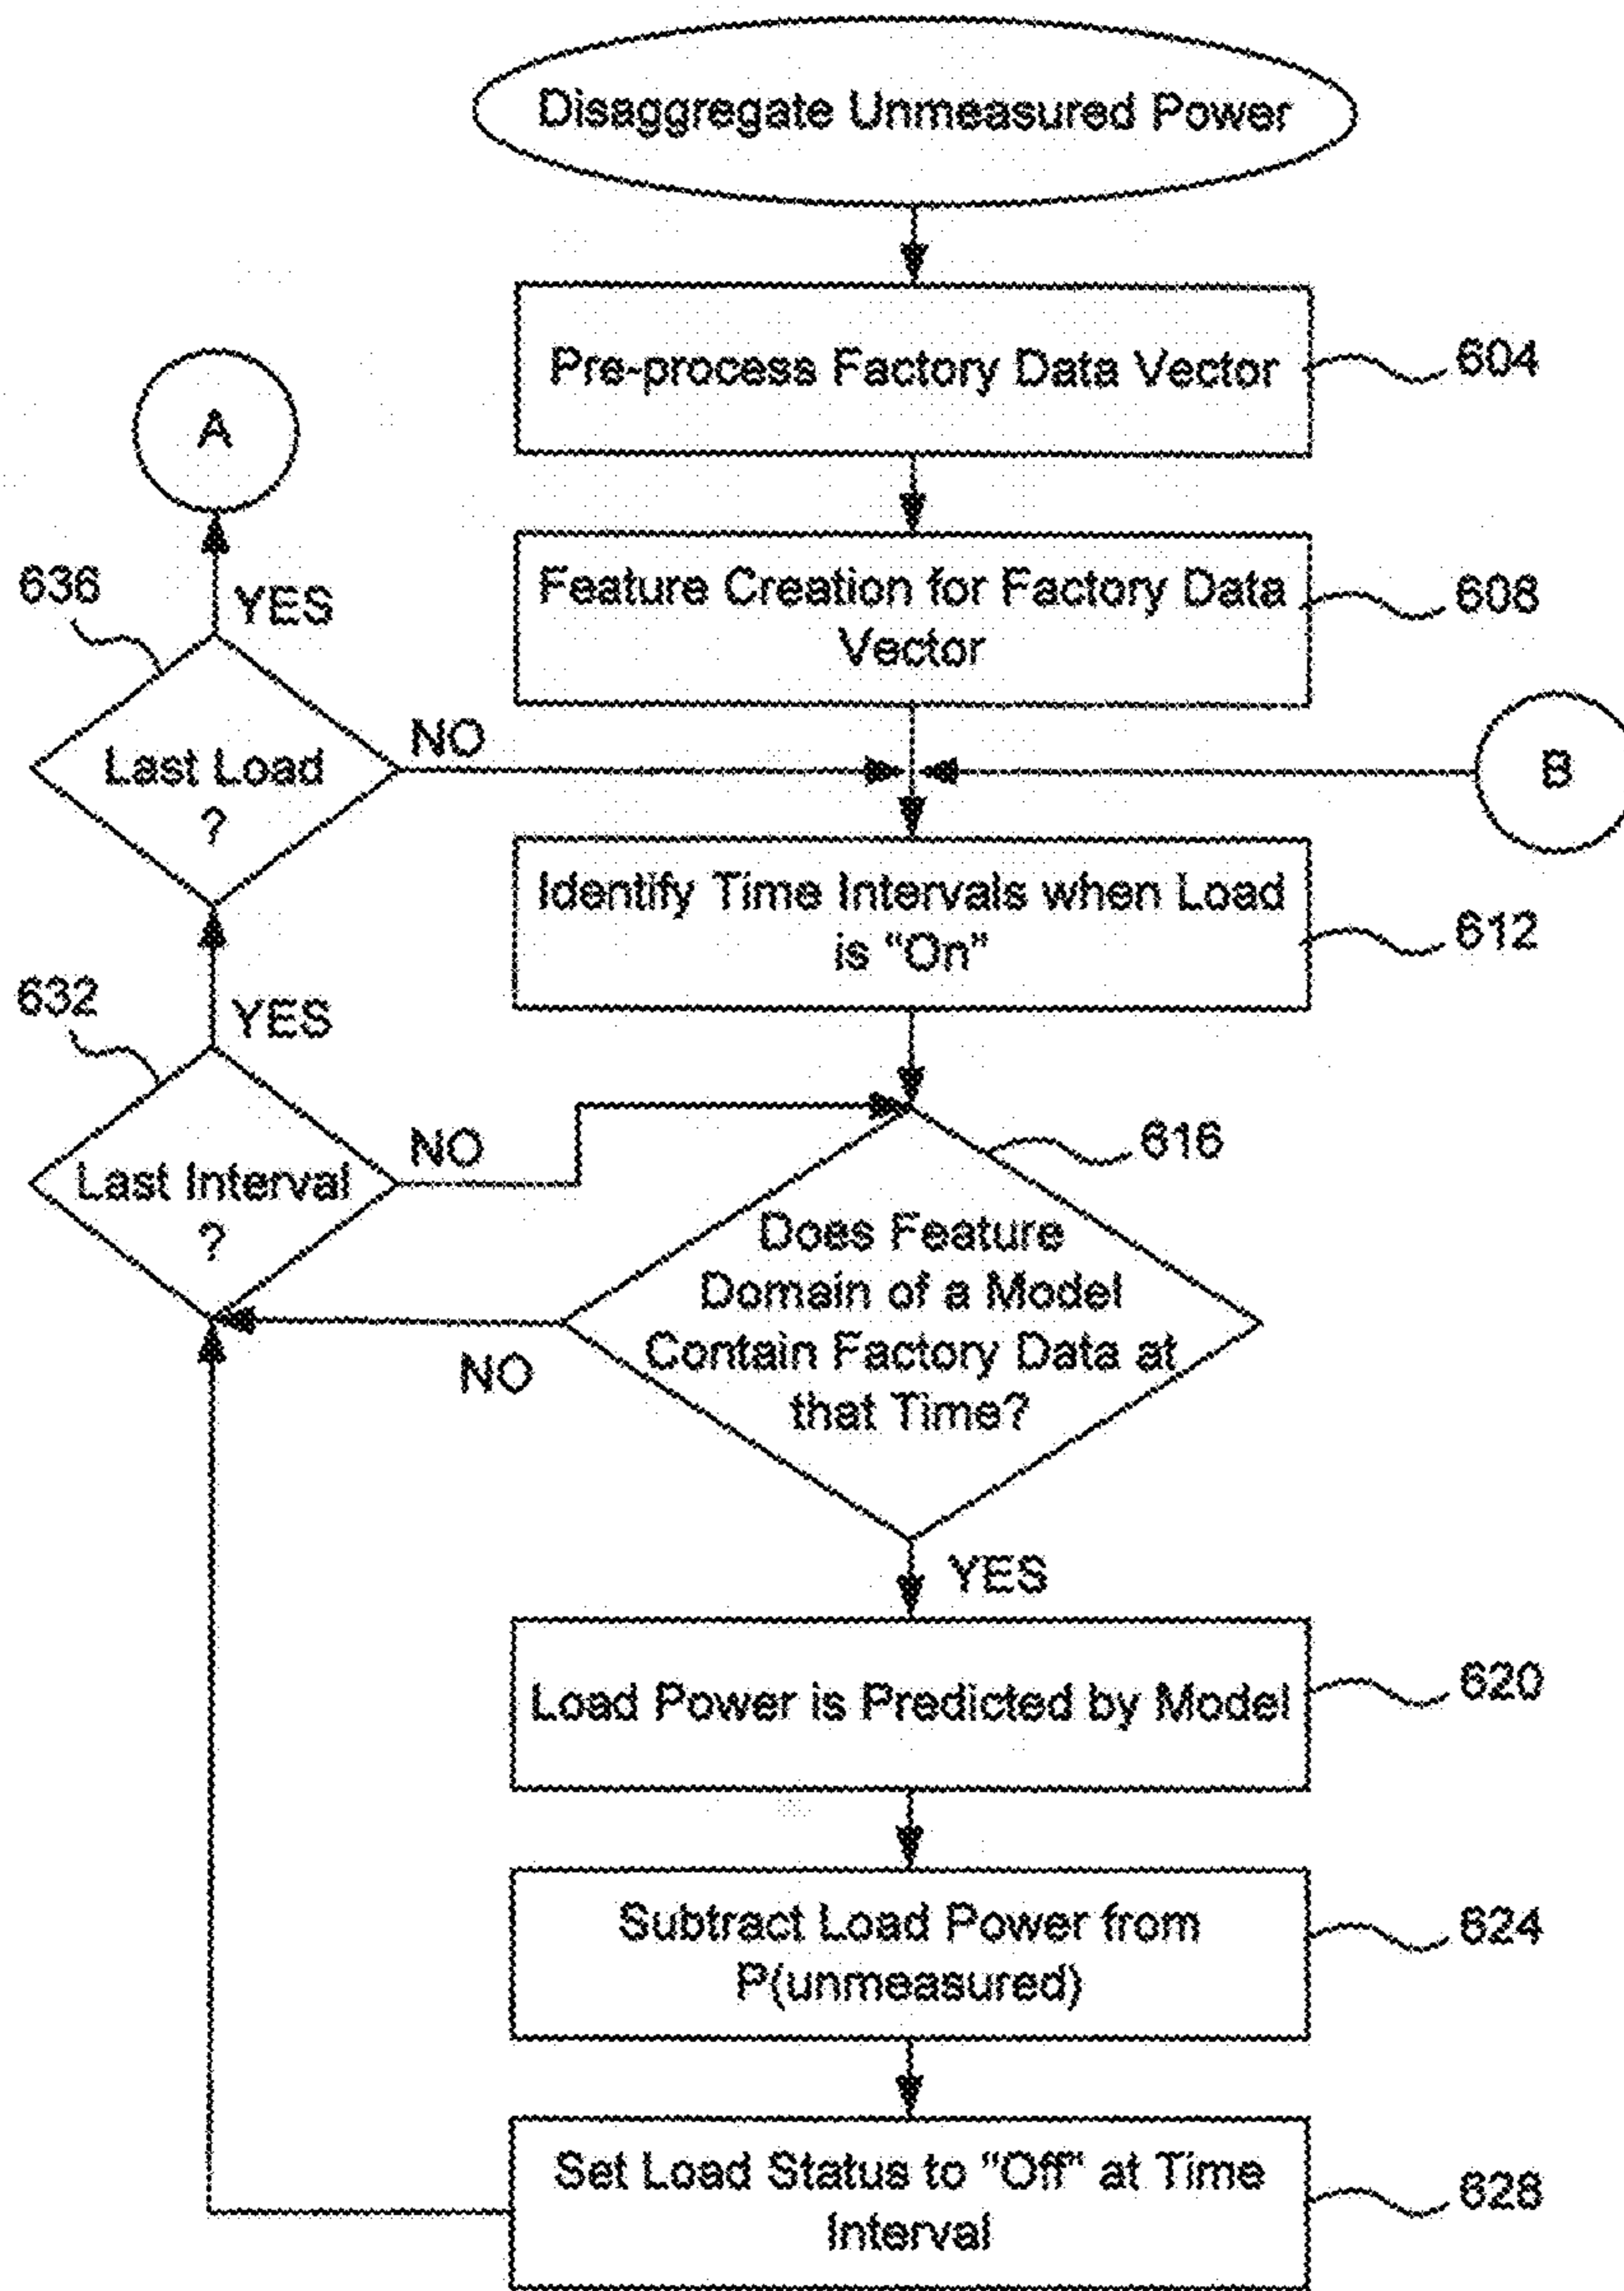 Disaggregate Unmeasured Power
Pre-process Factory Data Vector
604
A
Feature Creation for Factory Data
Vector
608
636
YES
Last Load
?
NO
B
Identify Time Intervals when Load
is “On”
612
632
YES
Last Interval
?
NO
616
Does Feature
Domain of a Model
Contain Factory Data at
that Time?
NO
YES
Load Power is Predicted by Model
620
Subtract Load Power from
P(unmeasured)
624
Set Load Status to “Off” at Time
Interval
628